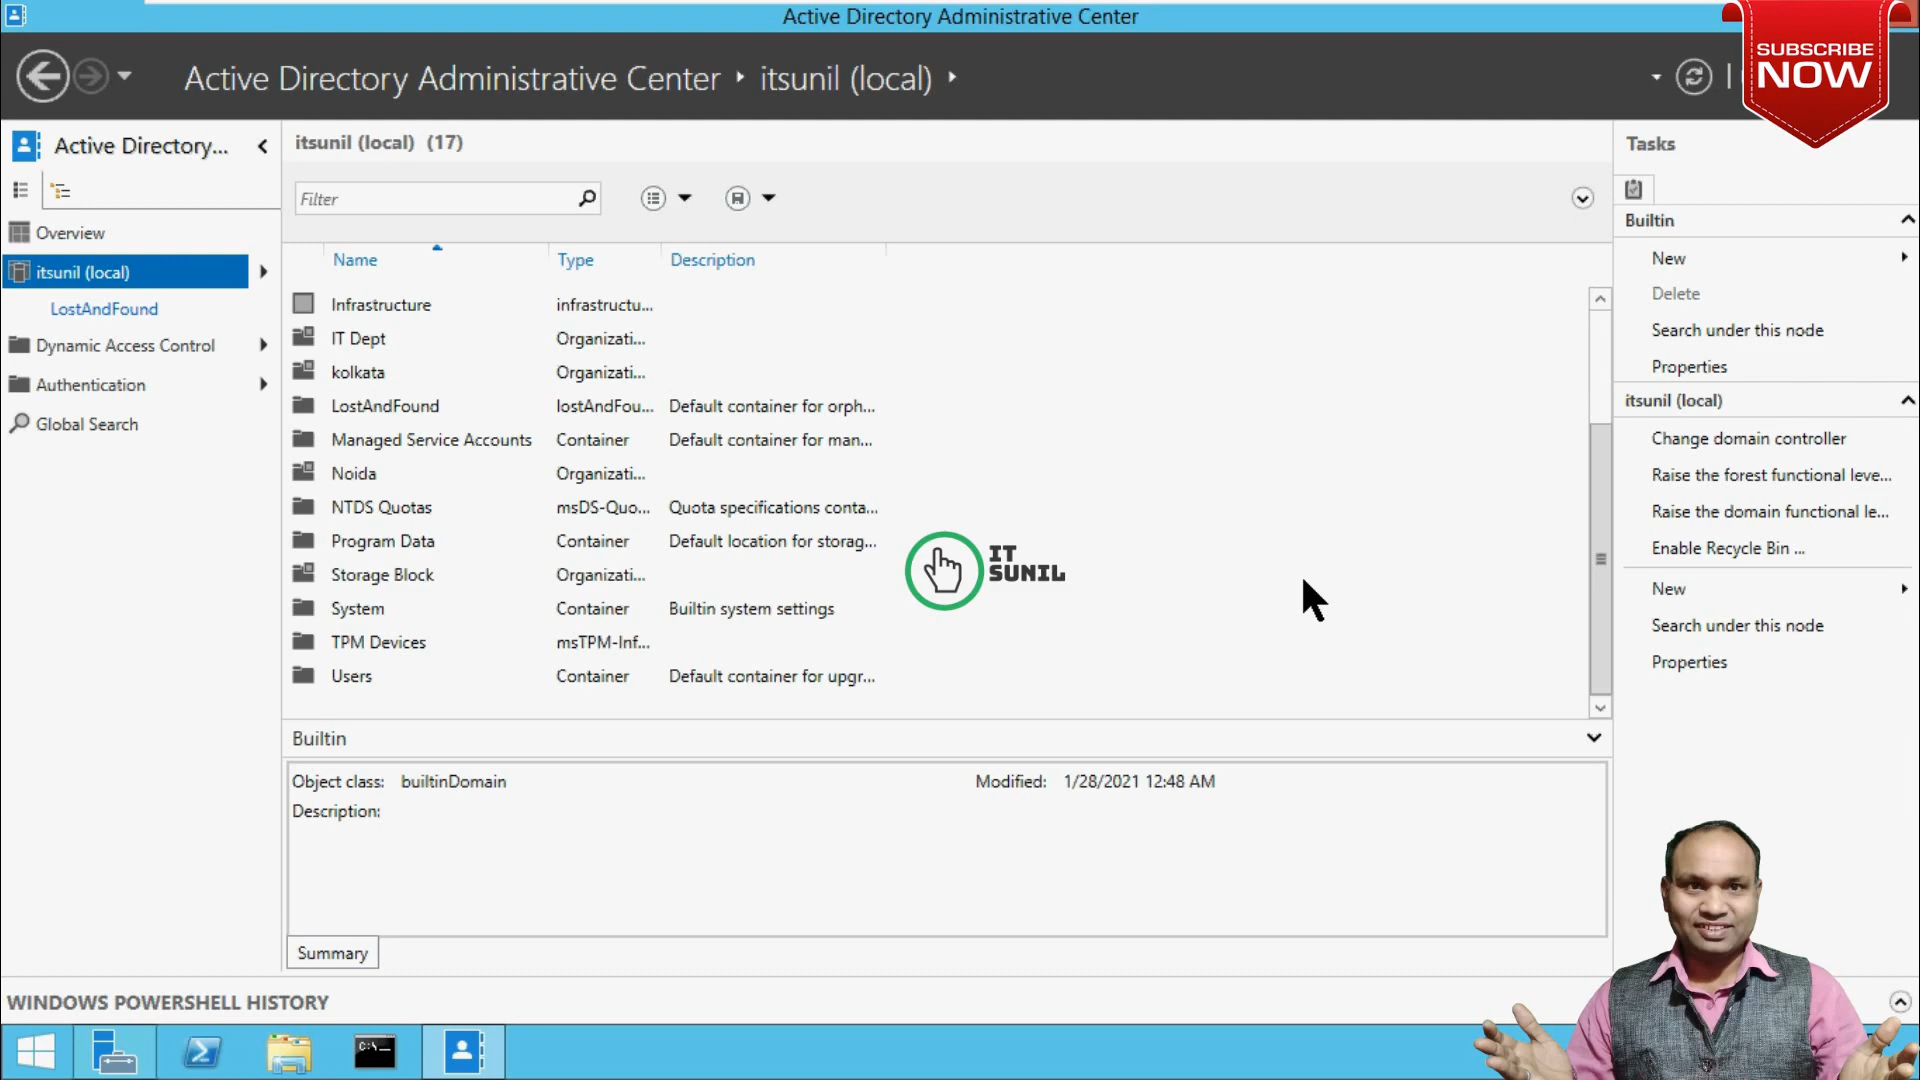 Active Directory Administrative Center
SUBSCRIBE
NOW
Active Directory Administrative Center itsunil (local)
Active Directory...
itsunil (local) (17)
Tasks
Filter
Overview
itsunil (local)
LostAndFound
Dynamic Access Control
Authentication
Global Search
Name Type Description
Infrastructure infrastructu...
IT Dept Organizati...
kolkata Organizati...
LostAndFound lostAndFou... Default container for orph...
Managed Service Accounts Container Default container for man...
Noida Organizati...
NTDS Quotas msDS-Quo... Quota specifications conta...
Program Data Container Default location for storag...
Storage Block Organizati...
System Container Builtin system settings
TPM Devices msTPM-Inf...
Users Container Default container for upgr...
IT
SUNIL
Builtin
New
Delete
Search under this node
Properties
itsunil (local)
Change domain controller
Raise the forest functional leve...
Raise the domain functional le...
Enable Recycle Bin ...
New
Search under this node
Properties
Builtin
Object class: builtinDomain Modified: 1/28/2021 12:48 AM
Description:
Summary
WINDOWS POWERSHELL HISTORY
C:\_